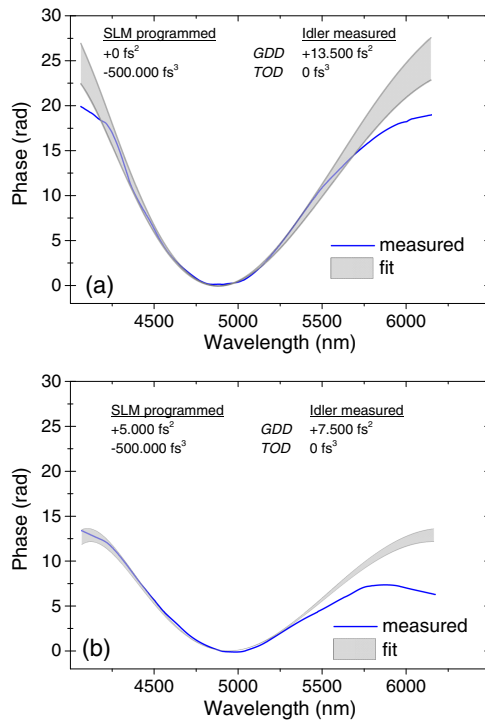 30
25
20
15
10
5
0
Phase (rad)
SLM programmed Idler measured
+0 fs² GDD +13.500 fs²
-500.000 fs³ TOD 0 fs³
measured
fit
(a)
4500 5000 5500 6000
Wavelength (nm)
30
25
20
15
10
5
0
Phase (rad)
SLM programmed Idler measured
+5.000 fs² GDD +7.500 fs²
-500.000 fs³ TOD 0 fs³
measured
fit
(b)
4500 5000 5500 6000
Wavelength (nm)